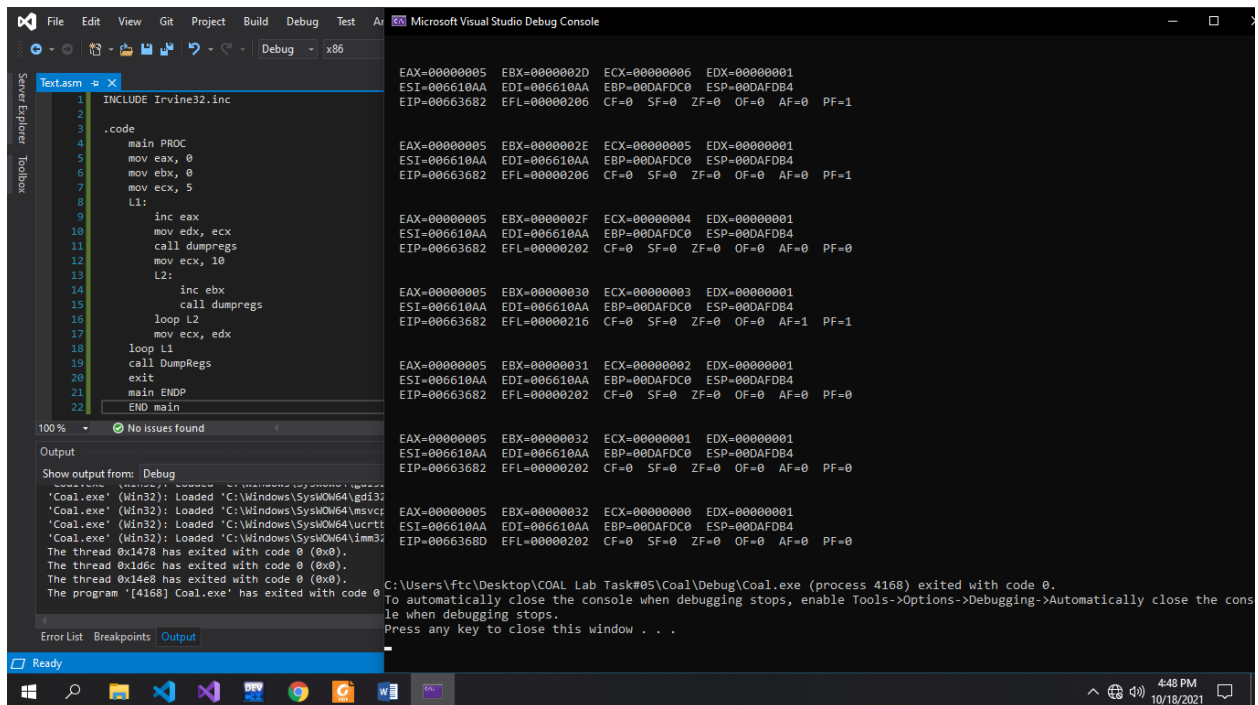 File Edit View Git Project Build Debug Test
Microsoft Visual Studio Debug Console
Debug x86
Server Explorer
Toolbox
Text.asm
1 INCLUDE Irvine32.inc
2
3 .code
4 main PROC
5 mov eax, 0
6 mov ebx, 0
7 mov ecx, 5
8 L1:
9 inc eax
10 mov edx, ecx
11 call dumpregs
12 mov ecx, 10
13 L2:
14 inc ebx
15 call dumpregs
16 loop L2
17 mov ecx, edx
18 loop L1
19 call DumpRegs
20 exit
21 main ENDP
22 END main
100 % No issues found
Output
Show output from: Debug
'Coal.exe' (Win32): Loaded 'C:\Windows\SysWOW64\gdi32
'Coal.exe' (Win32): Loaded 'C:\Windows\SysWOW64\msvcp
'Coal.exe' (Win32): Loaded 'C:\Windows\SysWOW64\ucrtb
'Coal.exe' (Win32): Loaded 'C:\Windows\SysWOW64\imm32
The thread 0x1478 has exited with code 0 (0x0).
The thread 0x1d6c has exited with code 0 (0x0).
The thread 0x14e8 has exited with code 0 (0x0).
The program '[4168] Coal.exe' has exited with code 0
Error List Breakpoints Output
Ready
EAX=00000005 EBX=0000002D ECX=00000006 EDX=00000001
ESI=006610AA EDI=006610AA EBP=00DAFDC0 ESP=00DAFDB4
EIP=00663682 EFL=00000206 CF=0 SF=0 ZF=0 OF=0 AF=0 PF=1
EAX=00000005 EBX=0000002E ECX=00000005 EDX=00000001
ESI=006610AA EDI=006610AA EBP=00DAFDC0 ESP=00DAFDB4
EIP=00663682 EFL=00000206 CF=0 SF=0 ZF=0 OF=0 AF=0 PF=1
EAX=00000005 EBX=0000002F ECX=00000004 EDX=00000001
ESI=006610AA EDI=006610AA EBP=00DAFDC0 ESP=00DAFDB4
EIP=00663682 EFL=00000202 CF=0 SF=0 ZF=0 OF=0 AF=0 PF=0
EAX=00000005 EBX=00000030 ECX=00000003 EDX=00000001
ESI=006610AA EDI=006610AA EBP=00DAFDC0 ESP=00DAFDB4
EIP=00663682 EFL=00000216 CF=0 SF=0 ZF=0 OF=0 AF=1 PF=1
EAX=00000005 EBX=00000031 ECX=00000002 EDX=00000001
ESI=006610AA EDI=006610AA EBP=00DAFDC0 ESP=00DAFDB4
EIP=00663682 EFL=00000202 CF=0 SF=0 ZF=0 OF=0 AF=0 PF=0
EAX=00000005 EBX=00000032 ECX=00000001 EDX=00000001
ESI=006610AA EDI=006610AA EBP=00DAFDC0 ESP=00DAFDB4
EIP=00663682 EFL=00000202 CF=0 SF=0 ZF=0 OF=0 AF=0 PF=0
EAX=00000005 EBX=00000032 ECX=00000000 EDX=00000001
ESI=006610AA EDI=006610AA EBP=00DAFDC0 ESP=00DAFDB4
EIP=0066368D EFL=00000202 CF=0 SF=0 ZF=0 OF=0 AF=0 PF=0
C:\Users\ftc\Desktop\COAL Lab Task#05\Coal\Debug\Coal.exe (process 4168) exited with code 0.
To automatically close the console when debugging stops, enable Tools->Options->Debugging->Automatically close the cons
le when debugging stops.
Press any key to close this window . . .
4:48 PM
10/18/2021